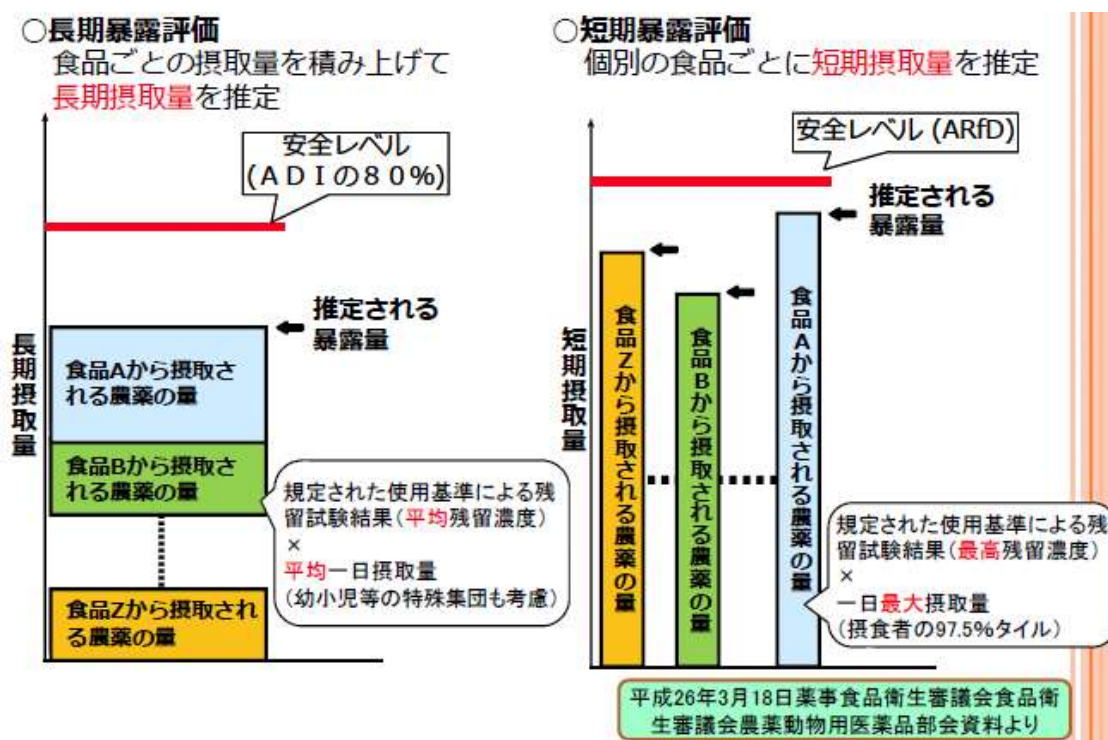 ○長期暴露評価
食品ごとの摂取量を積み上げて
長期摂取量を推定
安全レベル
(ADIの80%)
推定される
暴露量
長期摂取量
食品Aから摂取さ
れる農薬の量
食品Bから摂取さ
れる農薬の量
規定された使用基準による残
留試験結果(平均残留濃度)
×
平均一日摂取量
(幼小児等の特殊集団も考慮)
食品Zから摂取され
る農薬の量
○短期暴露評価
個別の食品ごとに短期摂取量を推定
安全レベル (ARfD)
推定される
暴露量
短期摂取量
食品Zから摂取される農薬の量
食品Bから摂取される農薬の量
食品Aから摂取される農薬の量
規定された使用基準による残
留試験結果(最高残留濃度)
×
一日最大摂取量
(摂食者の97.5%タイル)
平成26年3月18日薬事食品衛生審議会食品衛
生審議会農薬動物用医薬品部会資料より